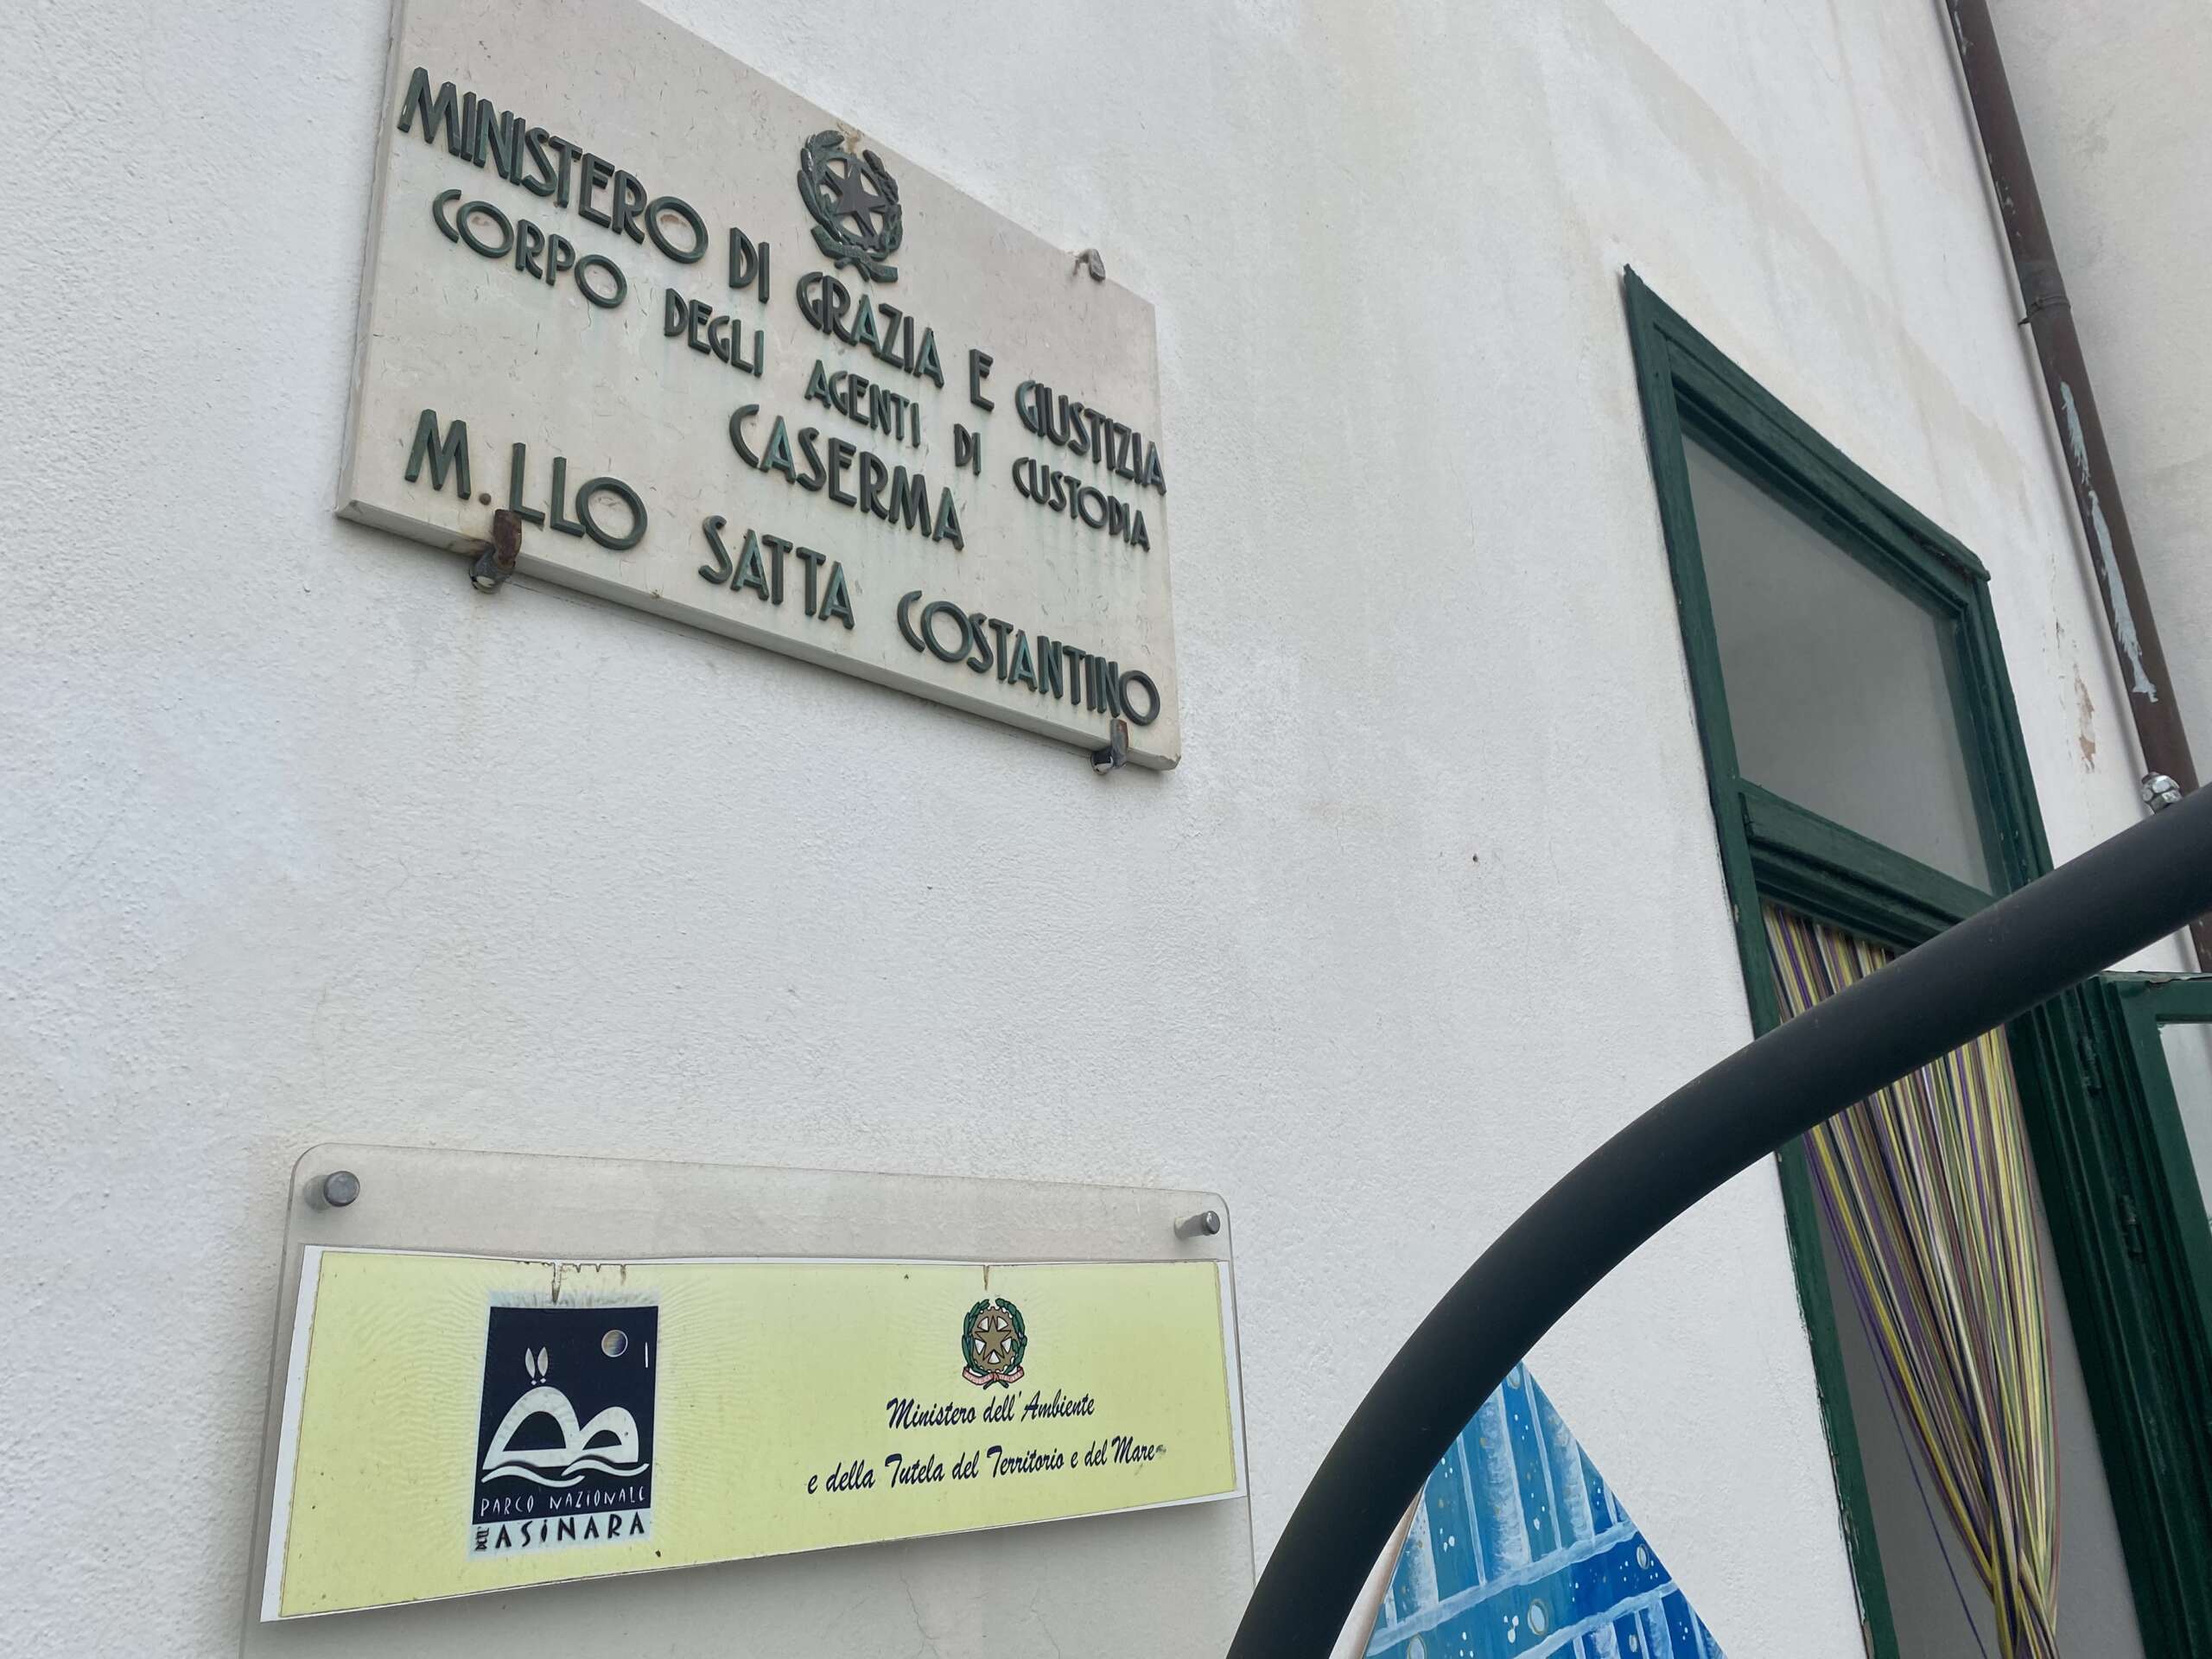 MINISTERO DI GRAZIA E GIUSTIZIA
CORPO DEGLI AGENTI DI CUSTODIA
CASERMA
M.LLO SATTA COSTANTINO
PARCO NAZIONALE
DELL' ASINARA
Ministero dell'Ambiente
e della Tutela del Territorio e del Mare